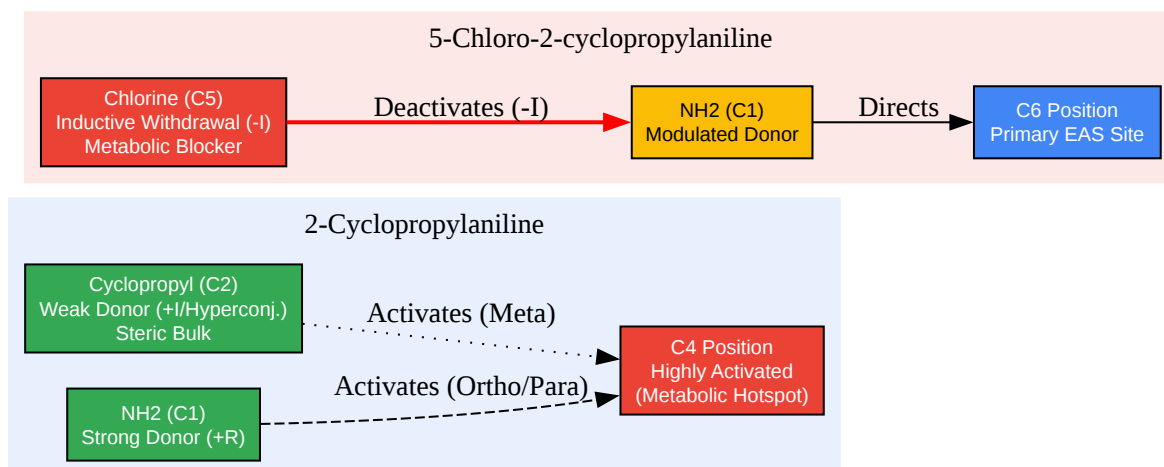 5-Chloro-2-cyclopropylaniline
Chlorine (C5)
Inductive Withdrawal (-I)
Metabolic Blocker
Deactivates (-I)
NH2 (C1)
Modulated Donor
Directs
C6 Position
Primary EAS Site
2-Cyclopropylaniline
Cyclopropyl (C2)
Weak Donor (+I/Hyperconj.)
Steric Bulk
Activates (Meta)
C4 Position
Highly Activated
(Metabolic Hotspot)
Activates (Ortho/Para)
NH2 (C1)
Strong Donor (+R)